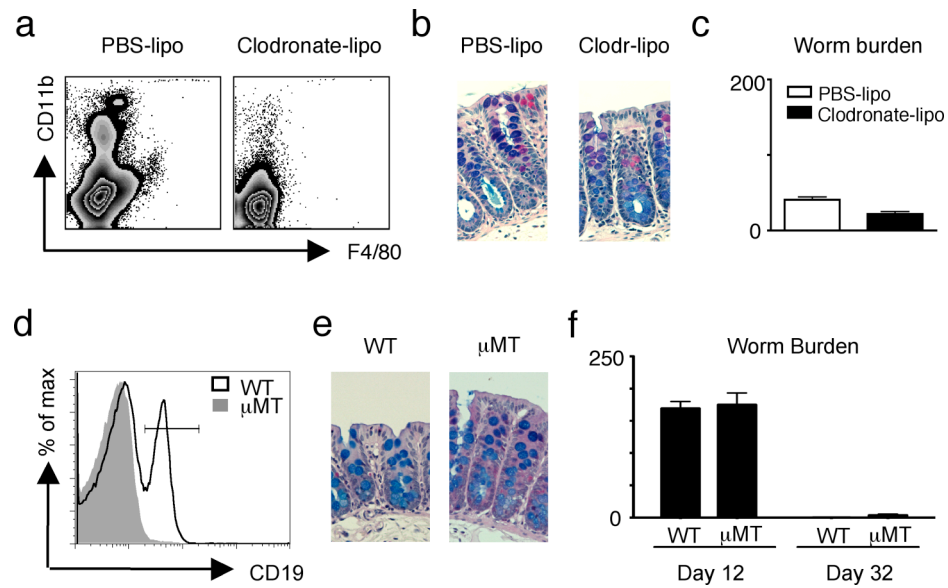 a
PBS-lipo Clodronate-lipo
CD11b
F4/80
b
PBS-lipo Clodr-lipo
c
Worm burden
200
PBS-lipo
Clodronate-lipo
0
d
WT
μMT
% of max
CD19
e
WT μMT
f
Worm Burden
250
0
WT μMT WT μMT
Day 12 Day 32